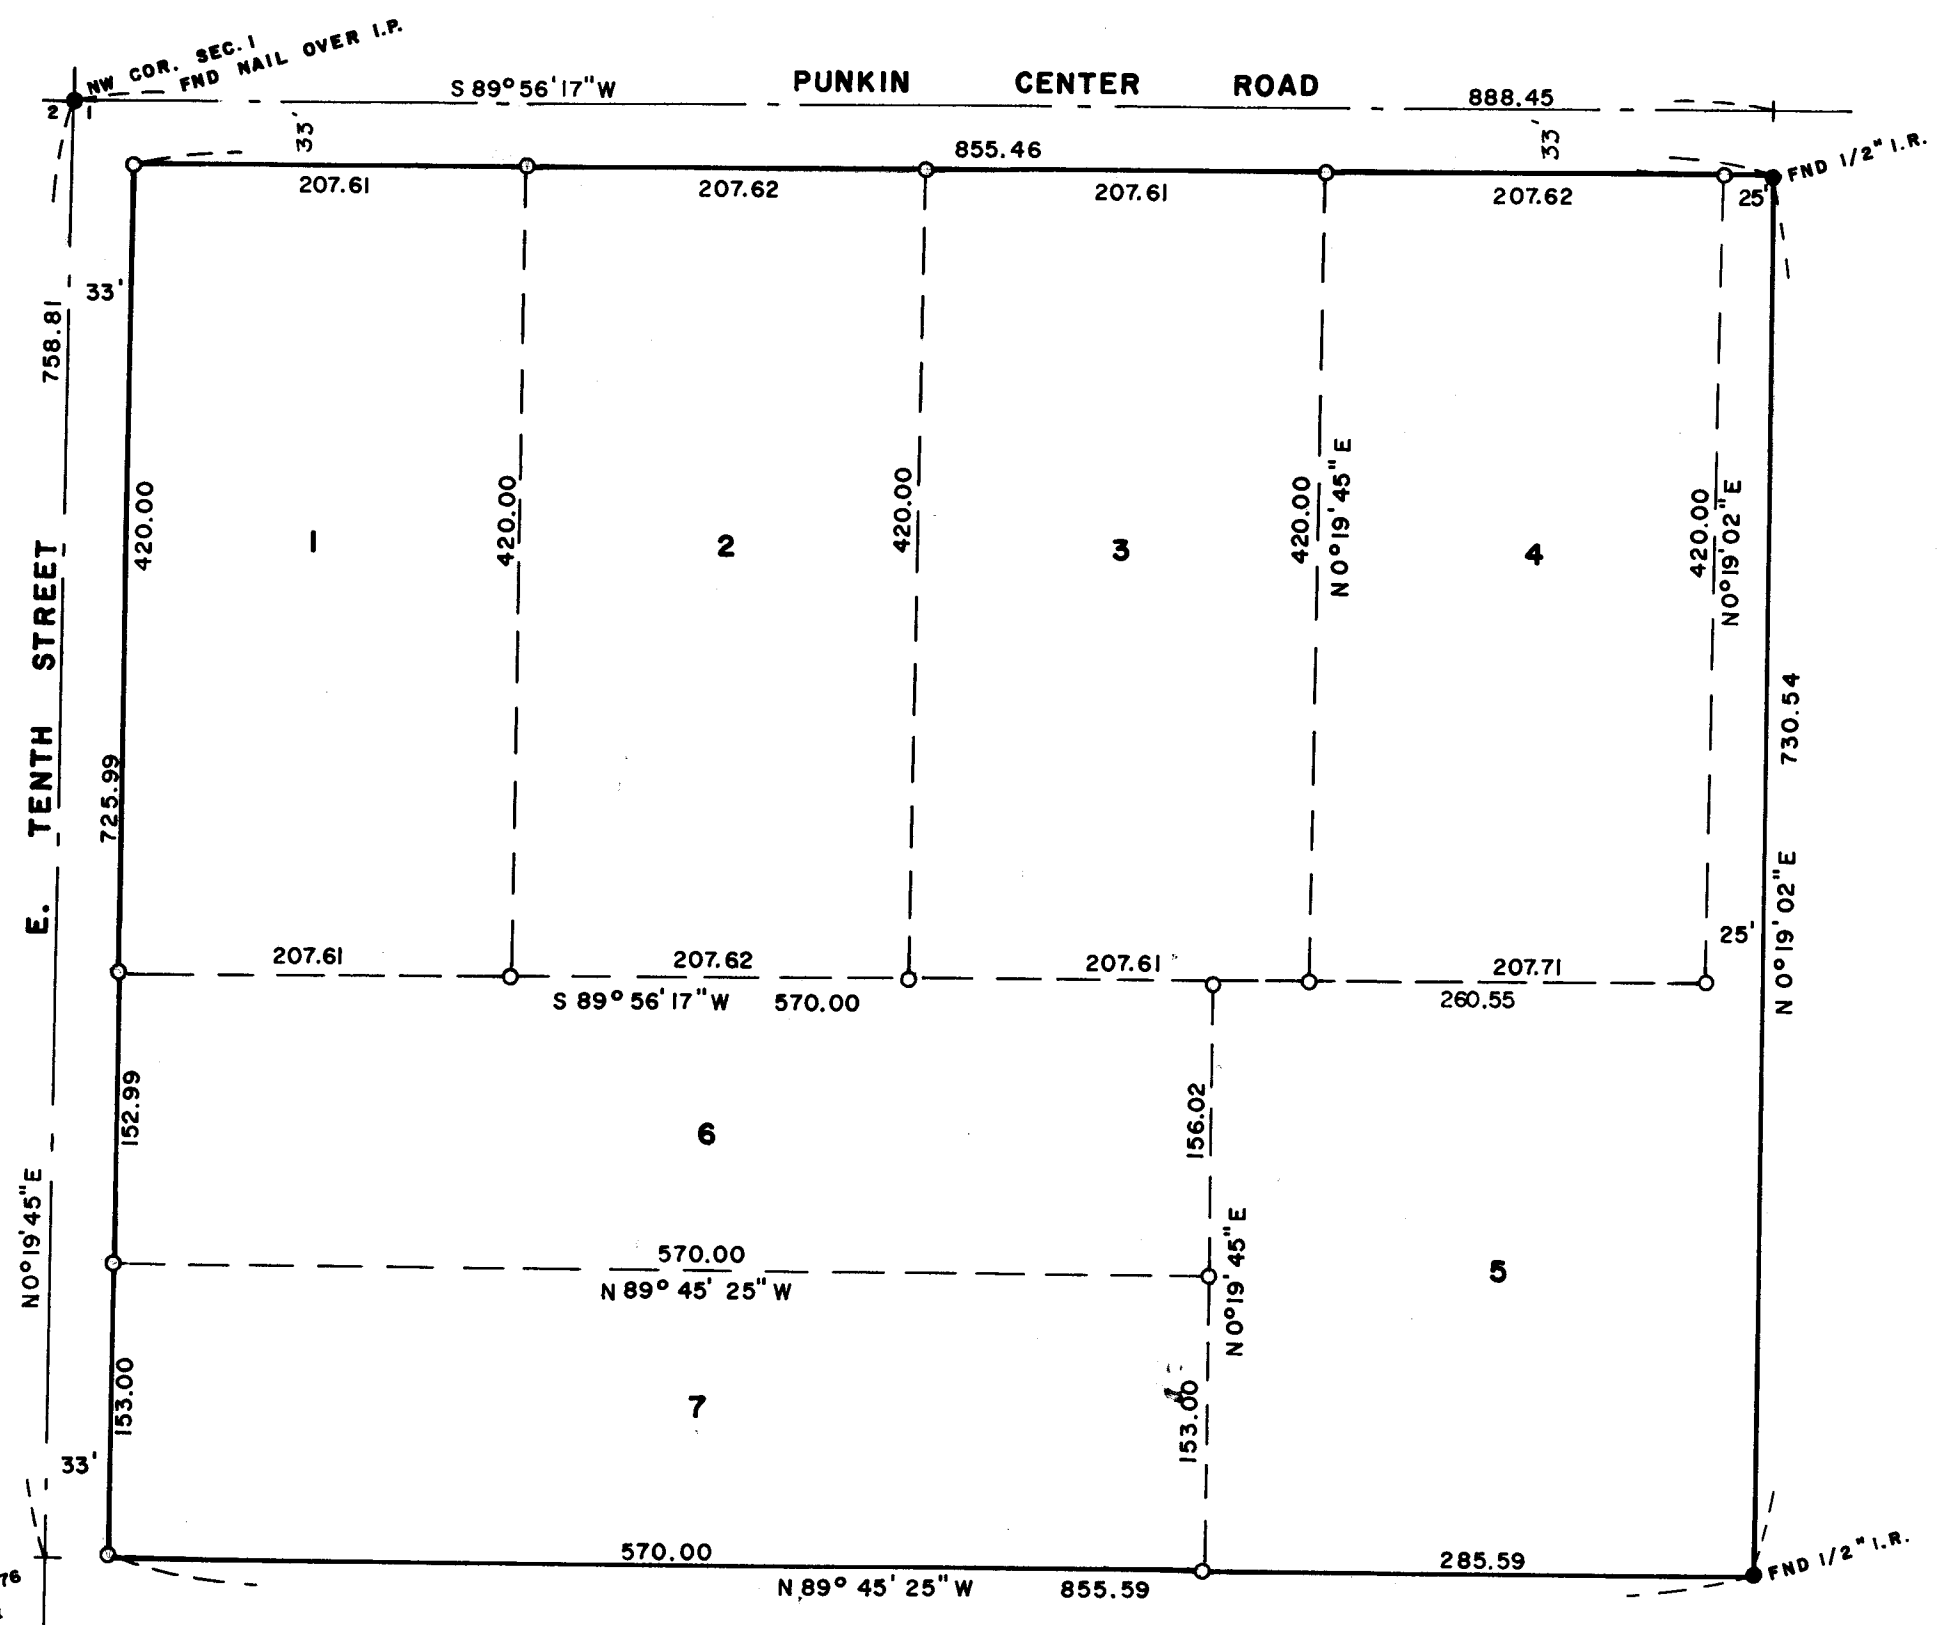 NW COR. SEC. 1
FND NAIL OVER I.P.
S 89° 56' 17" W
PUNKIN CENTER ROAD
888.45
2 1
33'
855.46
33'
FND 1/2" I.R.
207.61
207.62
207.61
207.62
25'
33'
758.81
420.00
420.00
420.00
420.00
N 0° 19' 45" E
420.00
N 0° 19' 02" E
1
2
3
4
E. TENTH STREET
725.99
730.54
N 0° 19' 02" E
25'
207.61
207.62
207.61
207.71
S 89° 56' 17" W 570.00
260.55
152.99
156.02
6
N 0° 19' 45" E
570.00
N 89° 45' 25" W
N 0° 19' 45" E
5
153.00
153.00
7
33'
570.00
285.59
N 89° 45' 25" W 855.59
FND 1/2" I.R.
76